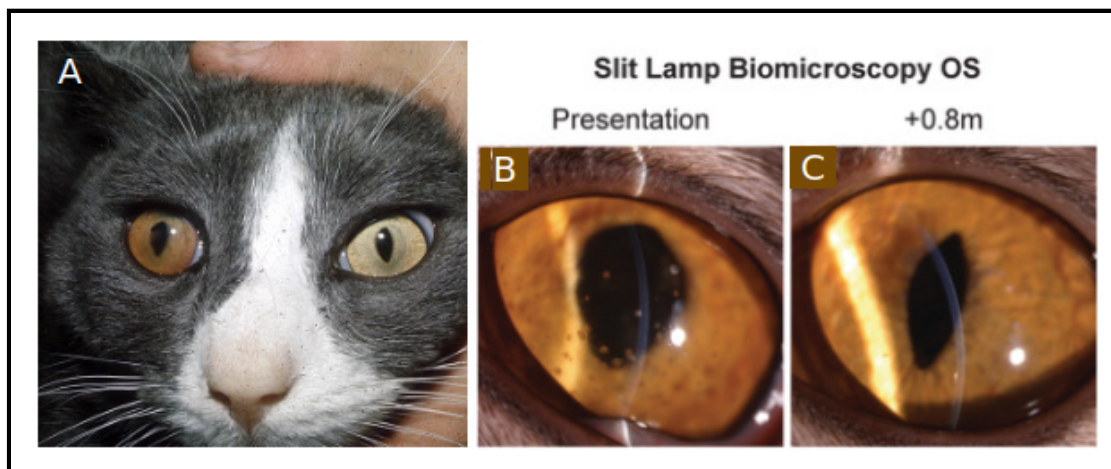 A
Slit Lamp Biomicroscopy OS
Presentation
+0.8m
B
C